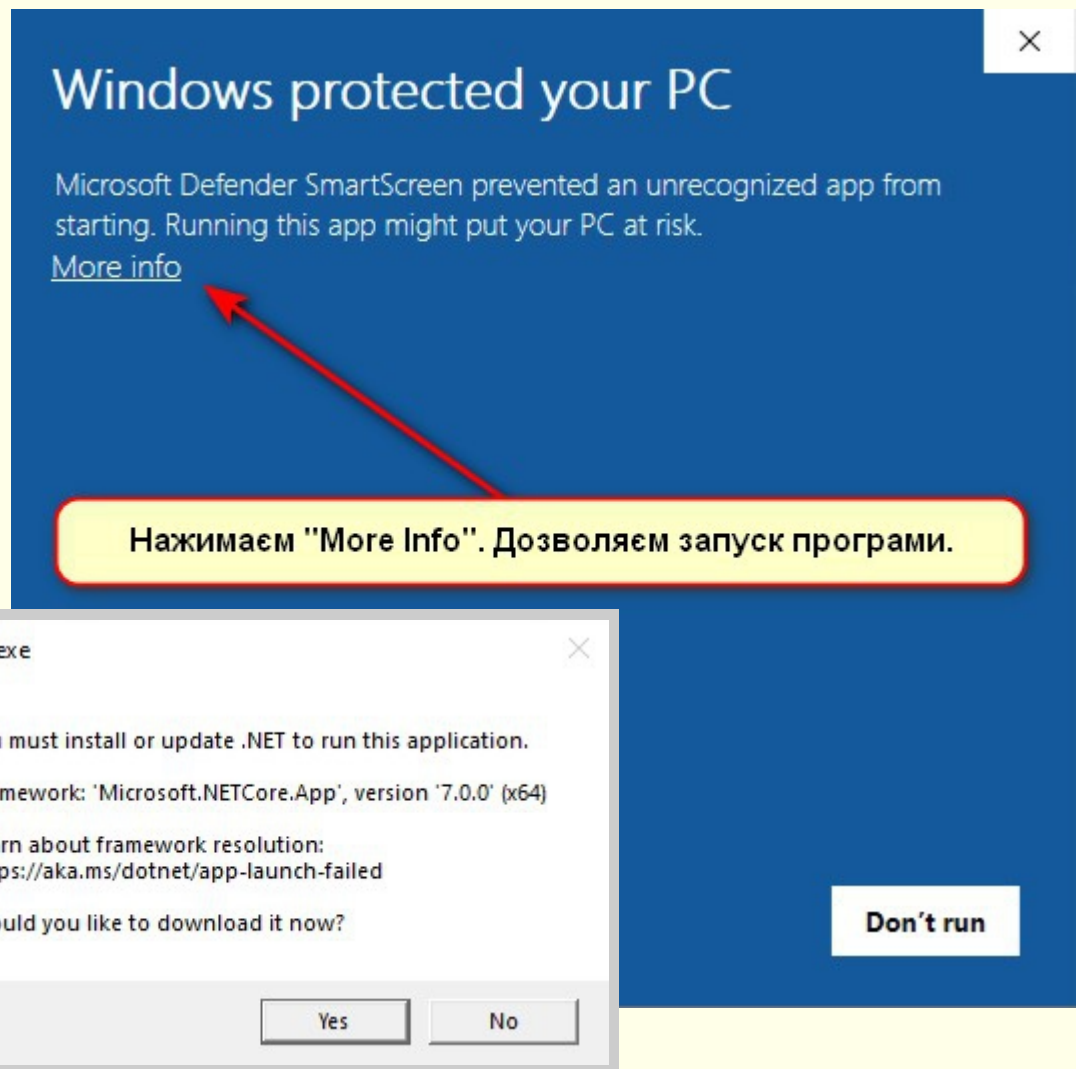 Windows protected your PC
Microsoft Defender SmartScreen prevented an unrecognized app from
starting. Running this app might put your PC at risk.
More info
Нажимаєм "More Info". Дозволяєм запуск програми.
exe
must install or update .NET to run this application.
mework: 'Microsoft.NETCore.App', version '7.0.0' (x64)
rn about framework resolution:
ps://aka.ms/dotnet/app-launch-failed
uld you like to download it now?
Yes No
Don't run